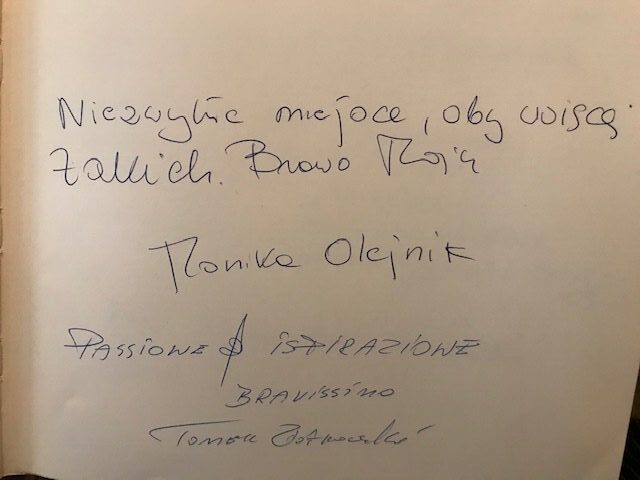 Niezwykłe miejsce, oby więcej
takich. Brawo
Monika Olejnik
PASSIONE & ISPIRAZIONE
BRAVISSIMO
Tomek